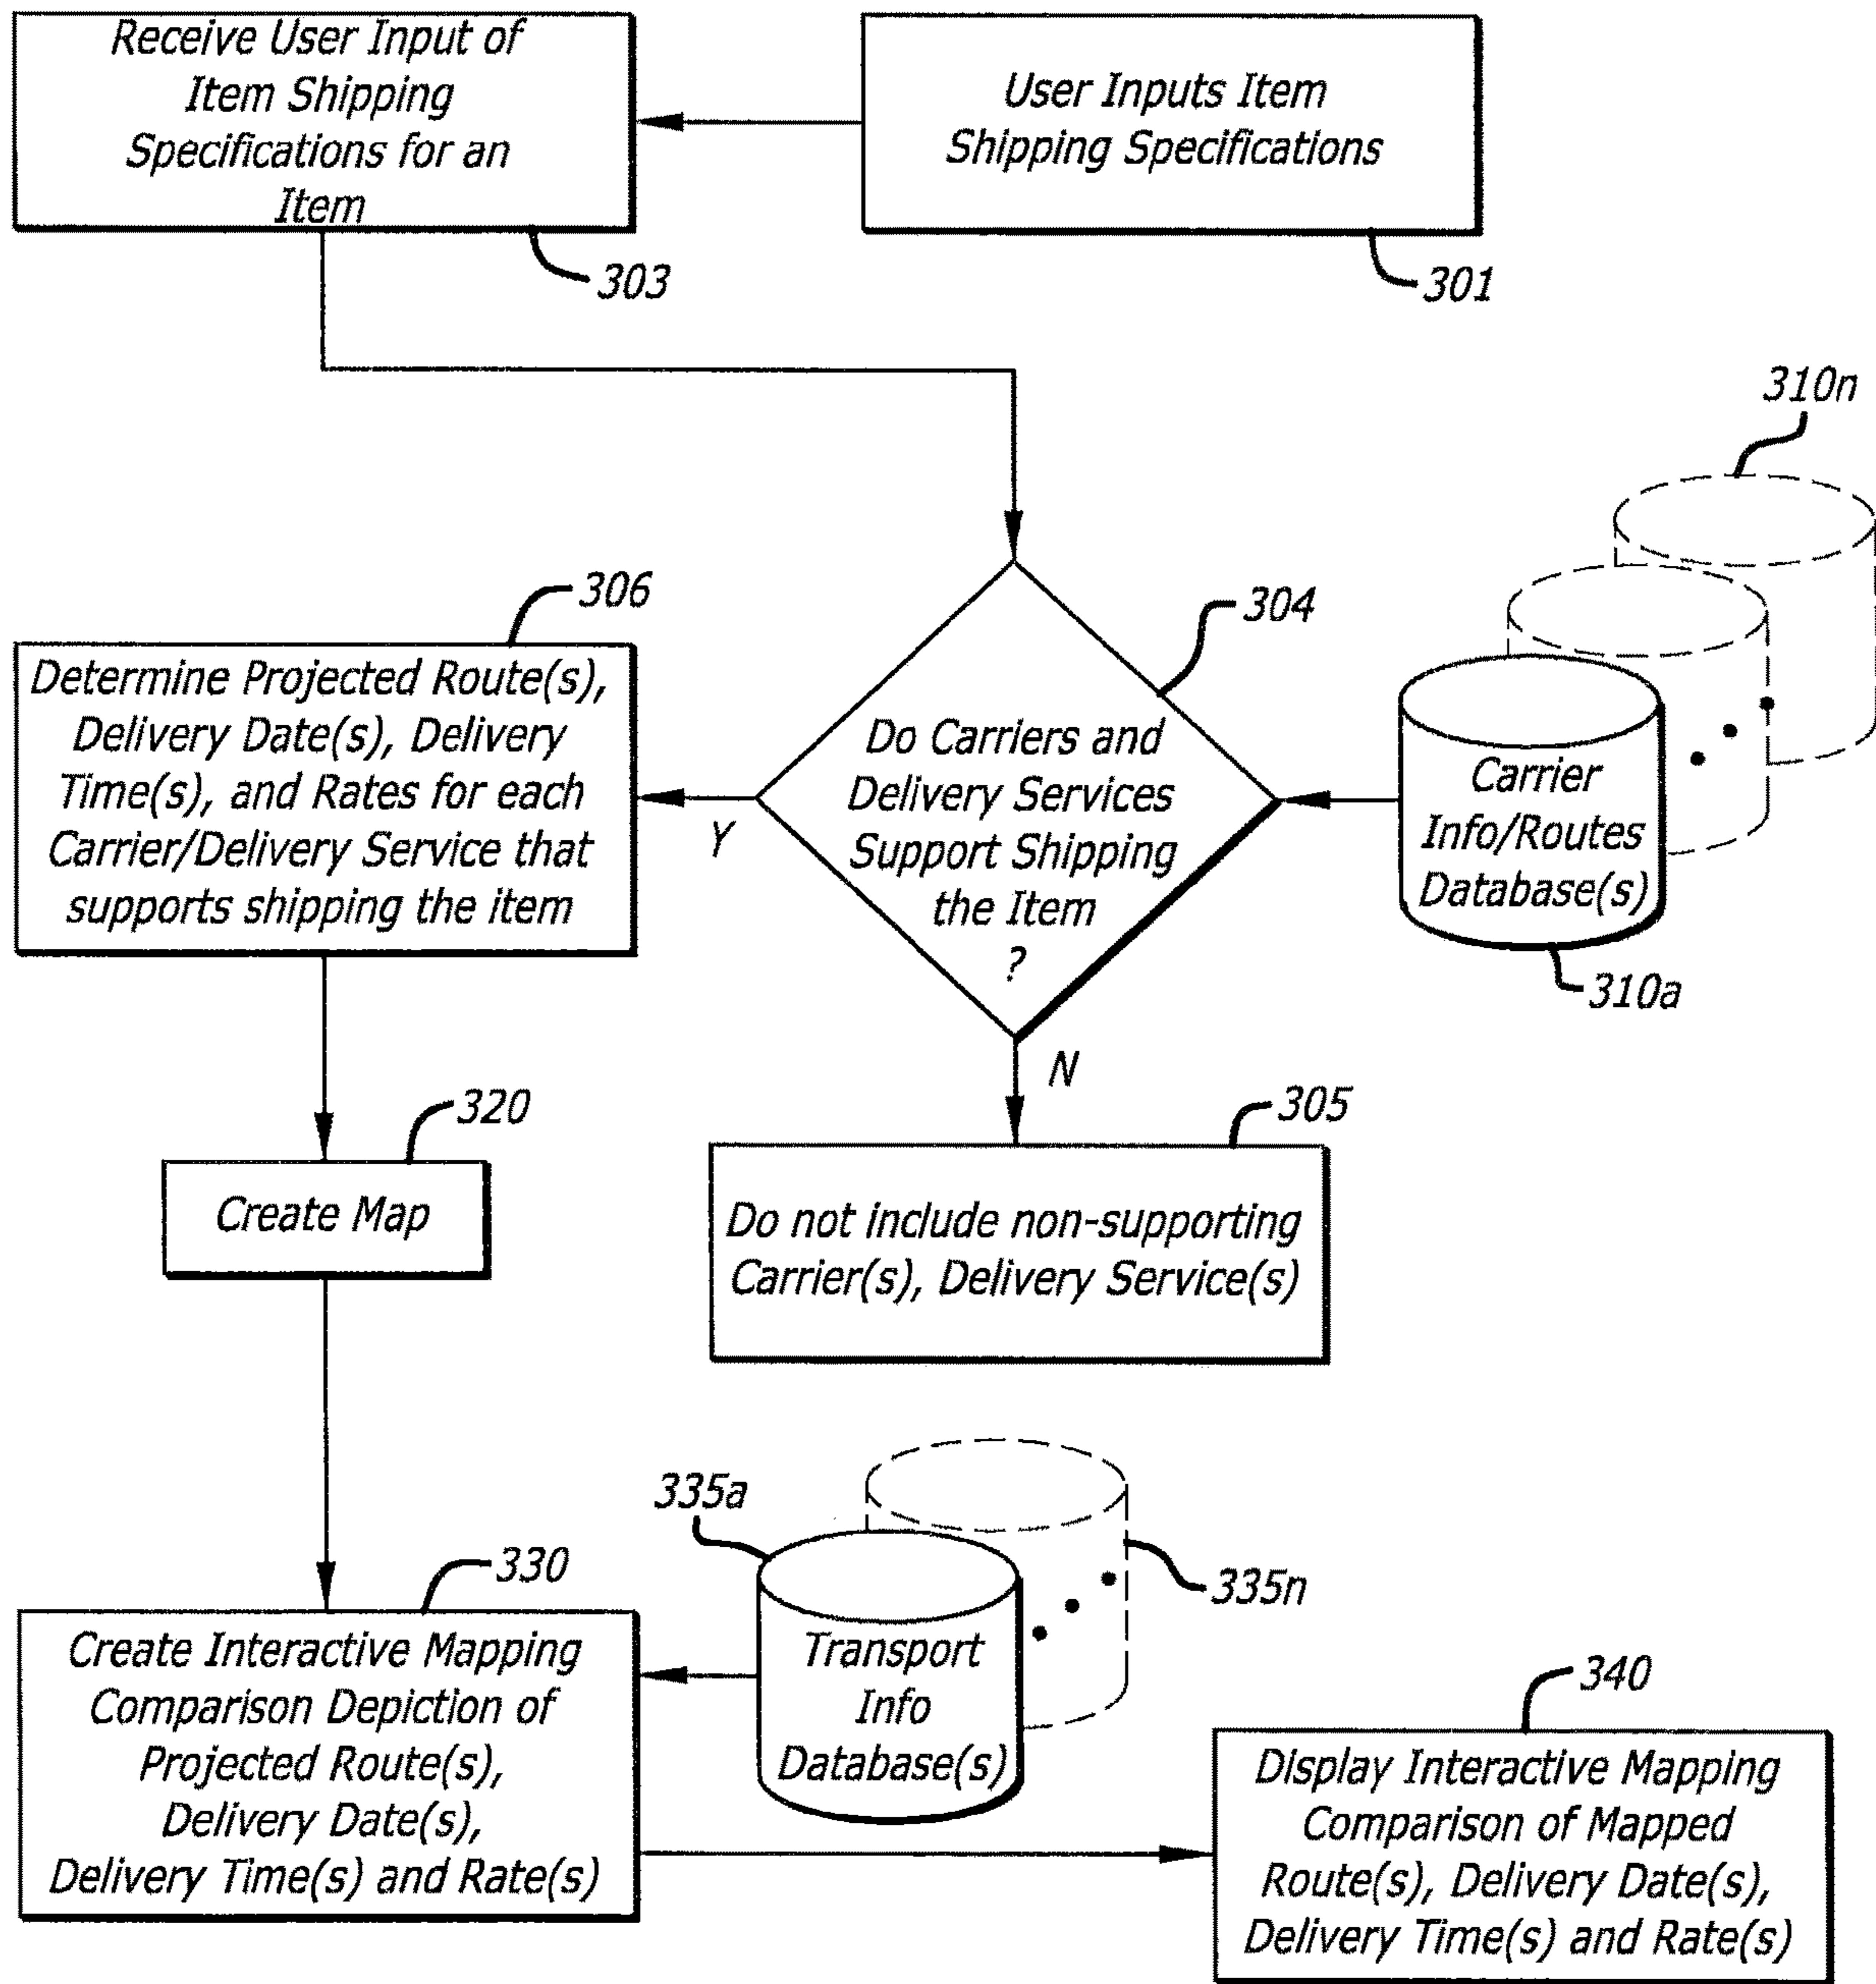 Receive User Input of
Item Shipping
Specifications for an
Item
303
User Inputs Item
Shipping Specifications
301
310n
304
Do Carriers and
Delivery Services
Support Shipping
the Item
?
Y
N
Carrier
Info/Routes
Database(s)
310a
306
Determine Projected Route(s),
Delivery Date(s), Delivery
Time(s), and Rates for each
Carrier/Delivery Service that
supports shipping the item
320
Create Map
305
Do not include non-supporting
Carrier(s), Delivery Service(s)
335a
335n
Transport
Info
Database(s)
330
Create Interactive Mapping
Comparison Depiction of
Projected Route(s),
Delivery Date(s),
Delivery Time(s) and Rate(s)
340
Display Interactive Mapping
Comparison of Mapped
Route(s), Delivery Date(s),
Delivery Time(s) and Rate(s)